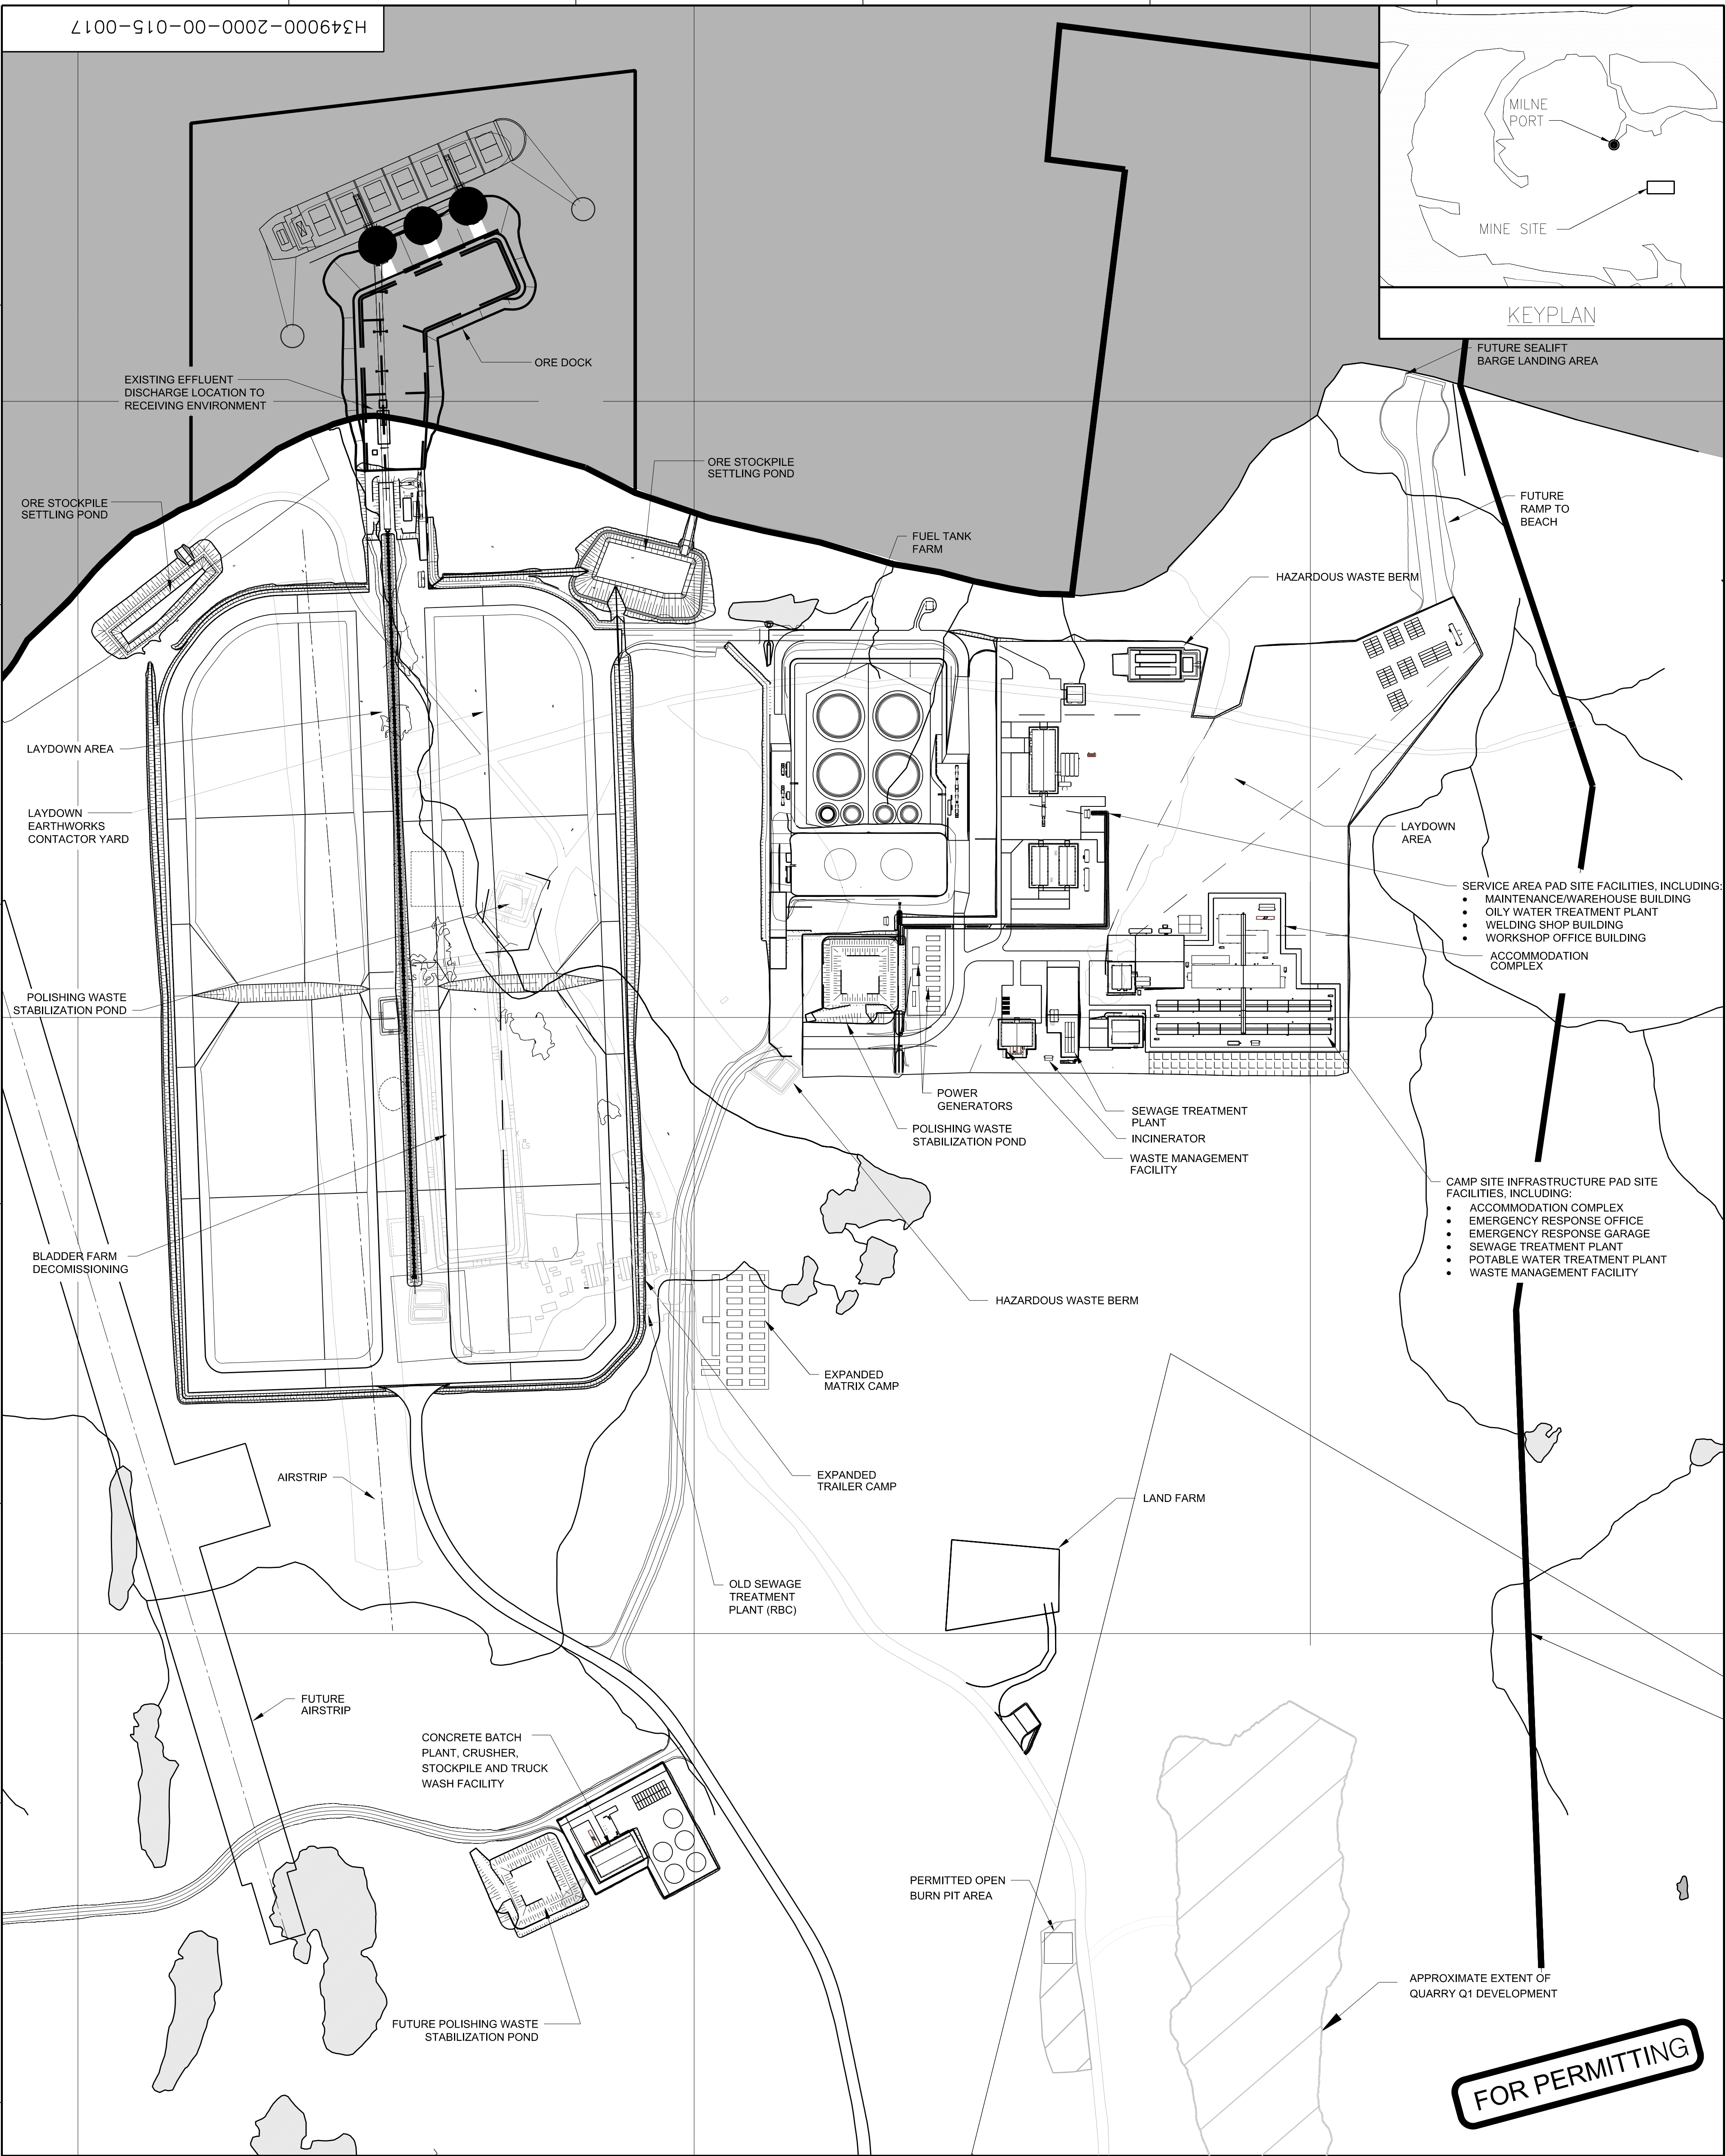 H349000-2000-00-015-0017
MILNE
PORT
MINE SITE
KEYPLAN
FUTURE SEALIFT
BARGE LANDING AREA
ORE DOCK
EXISTING EFFLUENT
DISCHARGE LOCATION TO
RECEIVING ENVIRONMENT
ORE STOCKPILE
SETTLING POND
ORE STOCKPILE
SETTLING POND
FUTURE
RAMP TO
BEACH
FUEL TANK
FARM
HAZARDOUS WASTE BERM
LAYDOWN AREA
LAYDOWN
EARTHWORKS
CONTACTOR YARD
LAYDOWN
AREA
SERVICE AREA PAD SITE FACILITIES, INCLUDING:
• MAINTENANCE/WAREHOUSE BUILDING
• OILY WATER TREATMENT PLANT
• WELDING SHOP BUILDING
• WORKSHOP OFFICE BUILDING
ACCOMMODATION
COMPLEX
POLISHING WASTE
STABILIZATION POND
POWER
GENERATORS
POLISHING WASTE
STABILIZATION POND
SEWAGE TREATMENT
PLANT
INCINERATOR
WASTE MANAGEMENT
FACILITY
CAMP SITE INFRASTRUCTURE PAD SITE
FACILITIES, INCLUDING:
• ACCOMMODATION COMPLEX
• EMERGENCY RESPONSE OFFICE
• EMERGENCY RESPONSE GARAGE
• SEWAGE TREATMENT PLANT
• POTABLE WATER TREATMENT PLANT
• WASTE MANAGEMENT FACILITY
BLADDER FARM
DECOMISSIONING
HAZARDOUS WASTE BERM
EXPANDED
MATRIX CAMP
AIRSTRIP
EXPANDED
TRAILER CAMP
LAND FARM
OLD SEWAGE
TREATMENT
PLANT (RBC)
FUTURE
AIRSTRIP
CONCRETE BATCH
PLANT, CRUSHER,
STOCKPILE AND TRUCK
WASH FACILITY
PERMITTED OPEN
BURN PIT AREA
APPROXIMATE EXTENT OF
QUARRY Q1 DEVELOPMENT
FUTURE POLISHING WASTE
STABILIZATION POND
FOR PERMITTING